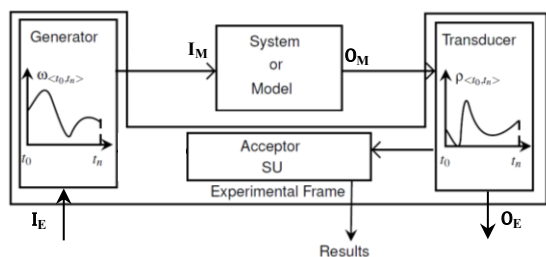 Generator
ω<t0,tn>
t0
tn
IM
System
or
Model
OM
Transducer
ρ<t0,tn>
t0
tn
Acceptor
SU
Experimental Frame
IE
OE
Results